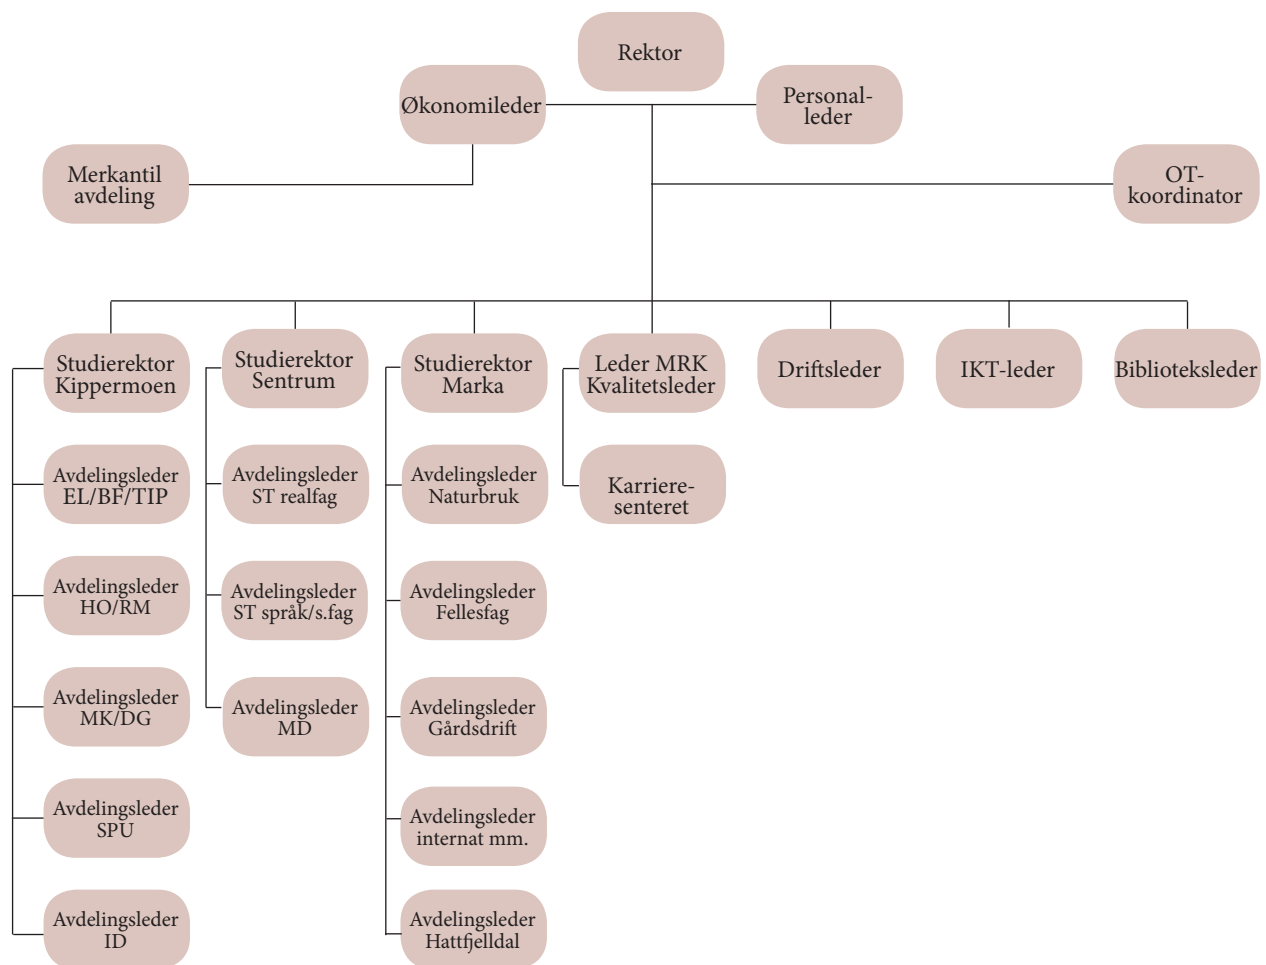 Rektor
Økonomileder
Personal-
leder
Merkantil
avdeling
OT-
koordinator
Studierektor
Kippermoen
Studierektor
Sentrum
Studierektor
Marka
Leder MRK
Kvalitetsleder
Driftsleder
IKT-leder
Biblioteksleder
Avdelingsleder
EL/BF/TIP
Avdelingsleder
ST realfag
Avdelingsleder
Naturbruk
Karriere-
senteret
Avdelingsleder
HO/RM
Avdelingsleder
ST språk/s.fag
Avdelingsleder
Fellesfag
Avdelingsleder
MK/DG
Avdelingsleder
MD
Avdelingsleder
Gårdsdrift
Avdelingsleder
SPU
Avdelingsleder
internat mm.
Avdelingsleder
ID
Avdelingsleder
Hattfjelldal